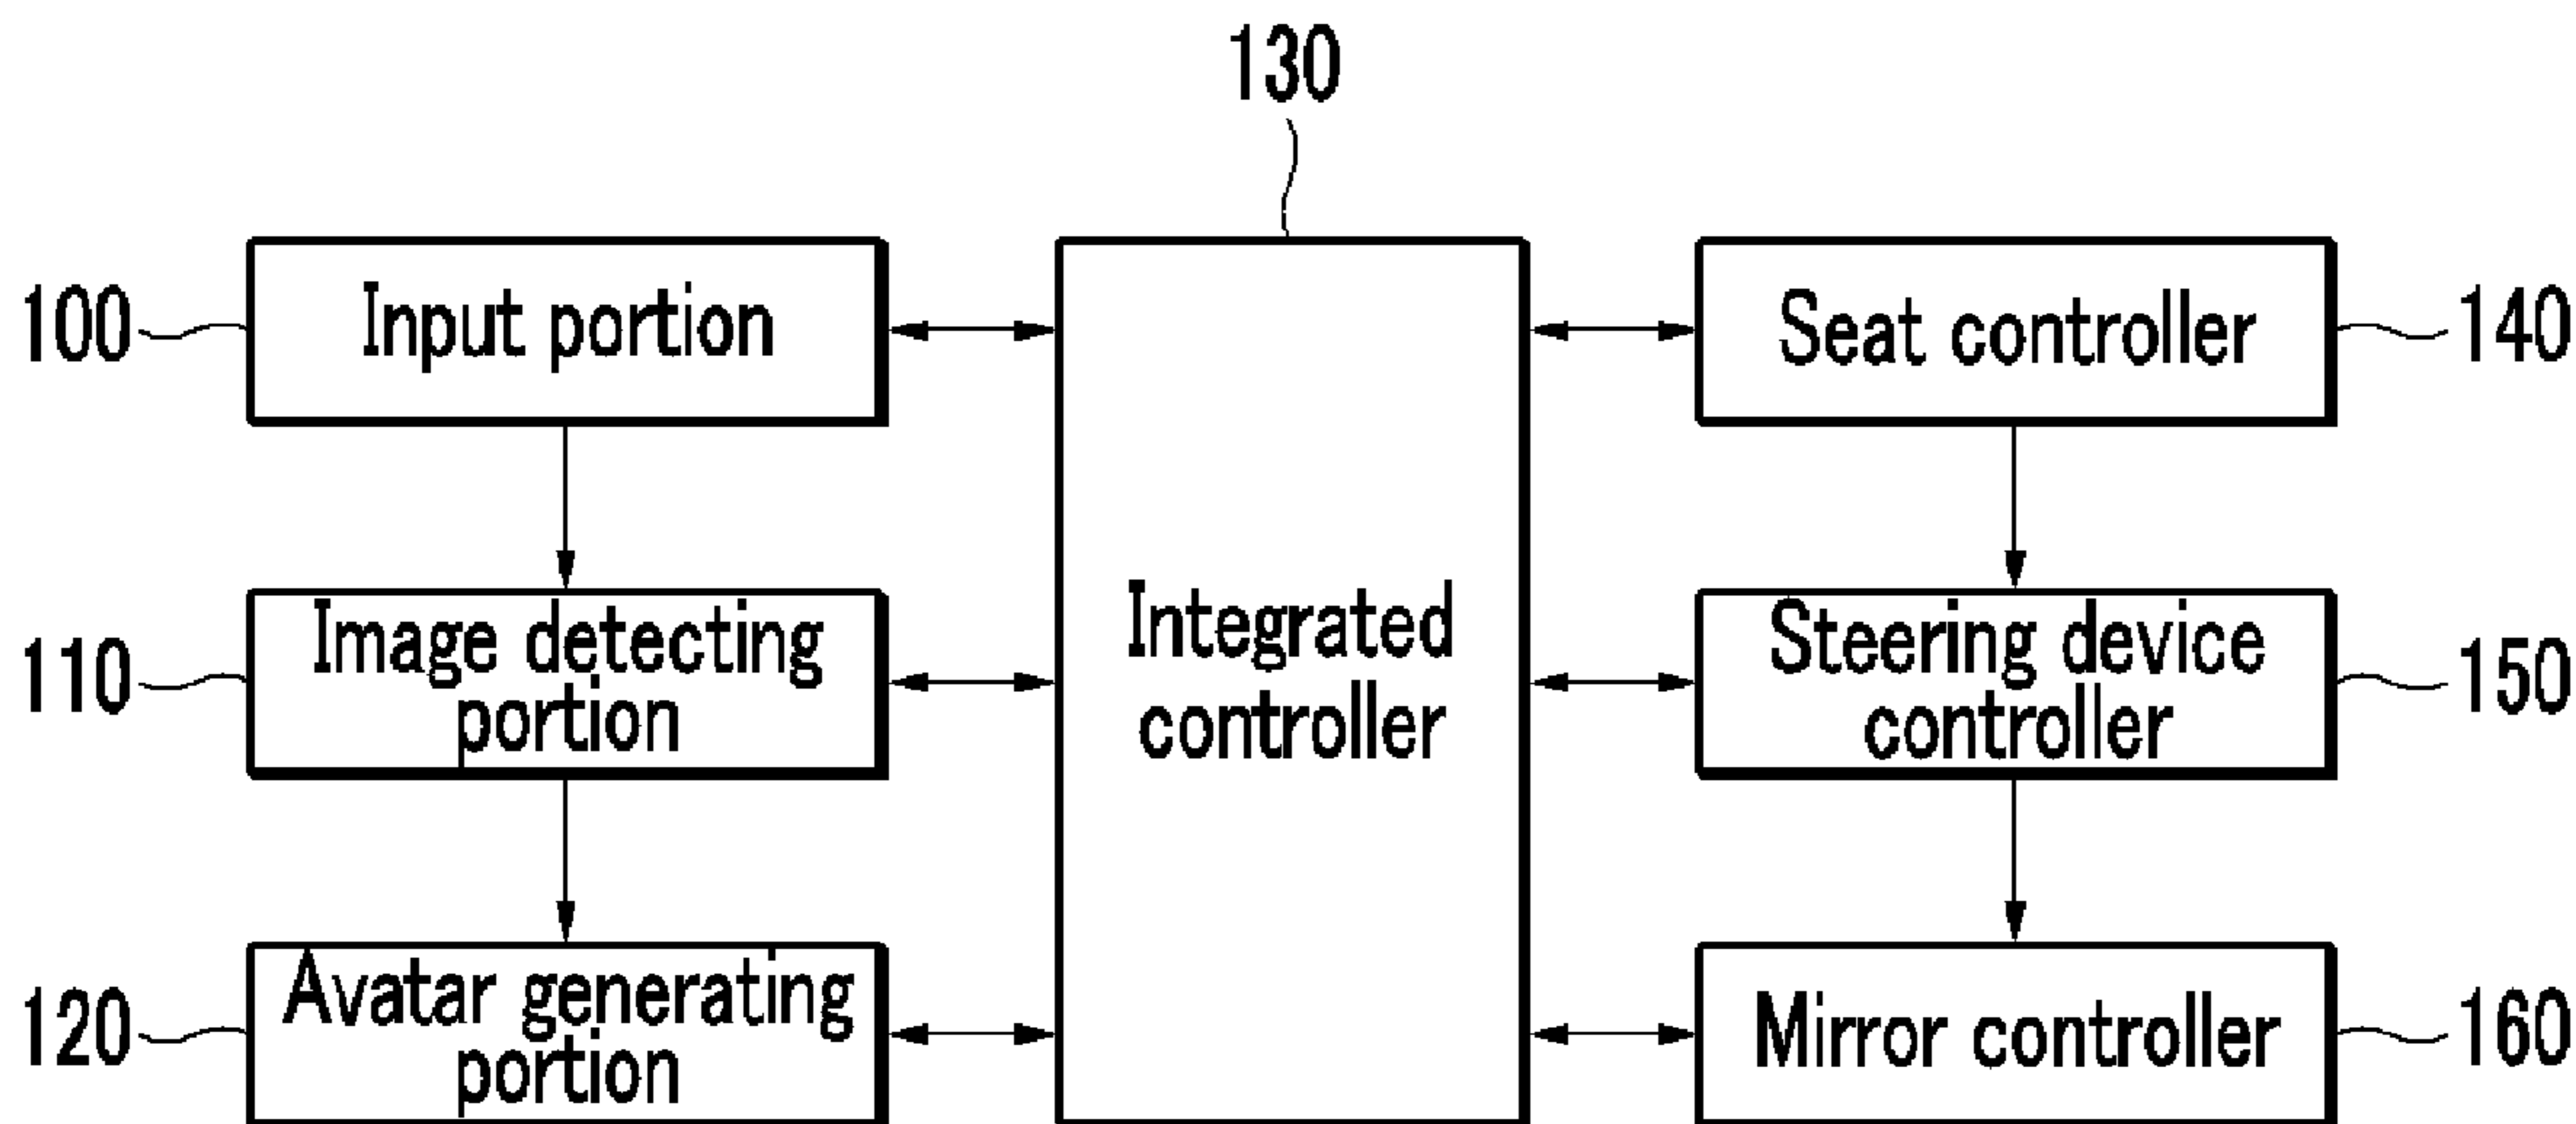 130
100
Input portion
Seat controller
140
110
Image detecting
portion
Integrated
controller
Steering device
controller
150
120
Avatar generating
portion
Mirror controller
160